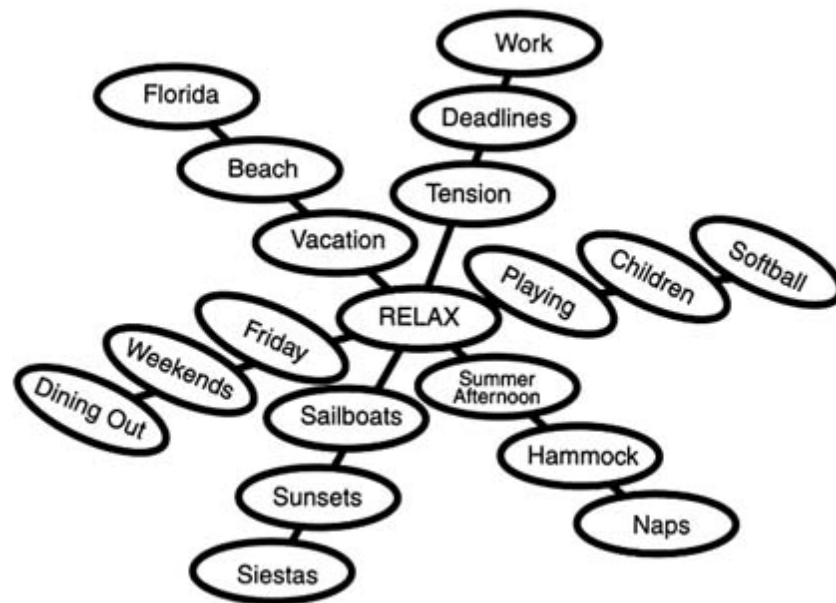 Work
Florida
Deadlines
Beach
Tension
Vacation
Softball
Children
Playing
RELAX
Friday
Weekends
Dining Out
Summer
Afternoon
Sailboats
Hammock
Sunsets
Naps
Siestas